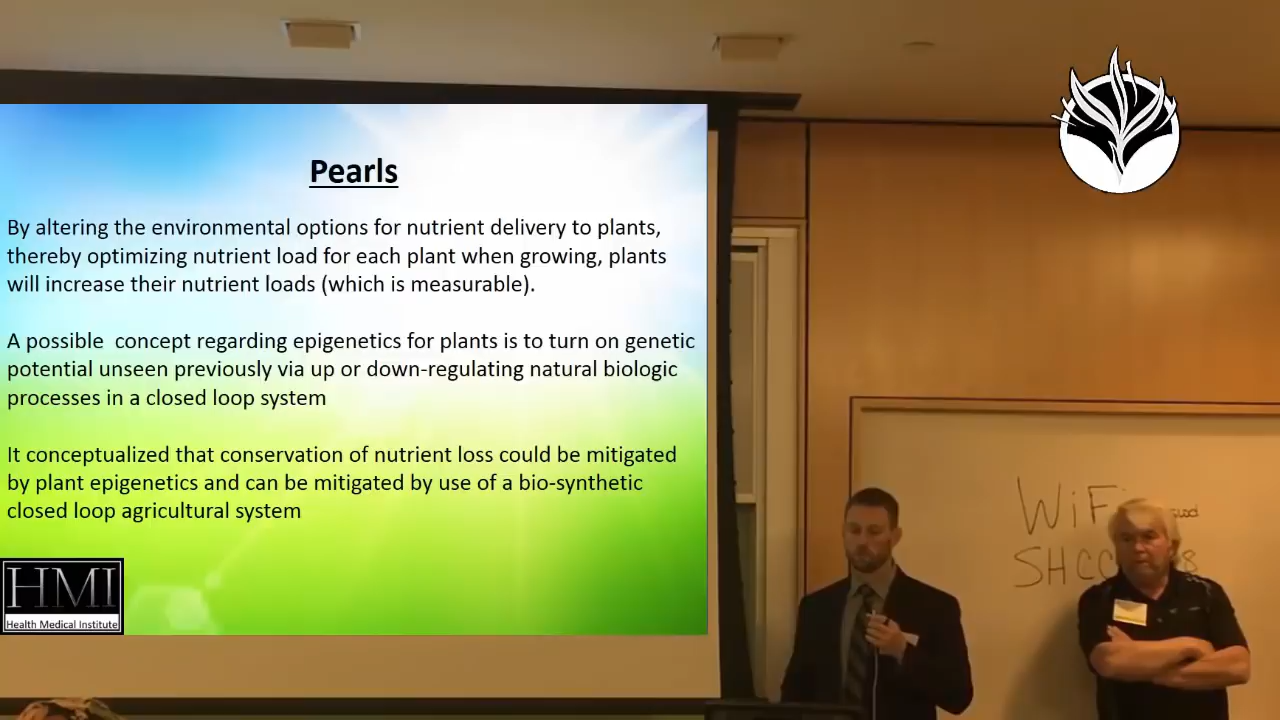 Pearls
By altering the environmental options for nutrient delivery to plants,
thereby optimizing nutrient load for each plant when growing, plants
will increase their nutrient loads (which is measurable).
A possible concept regarding epigenetics for plants is to turn on genetic
potential unseen previously via up or down-regulating natural biologic
processes in a closed loop system
It conceptualized that conservation of nutrient loss could be mitigated
by plant epigenetics and can be mitigated by use of a bio-synthetic
closed loop agricultural system
HMI
Health Medical Institute
WiFi